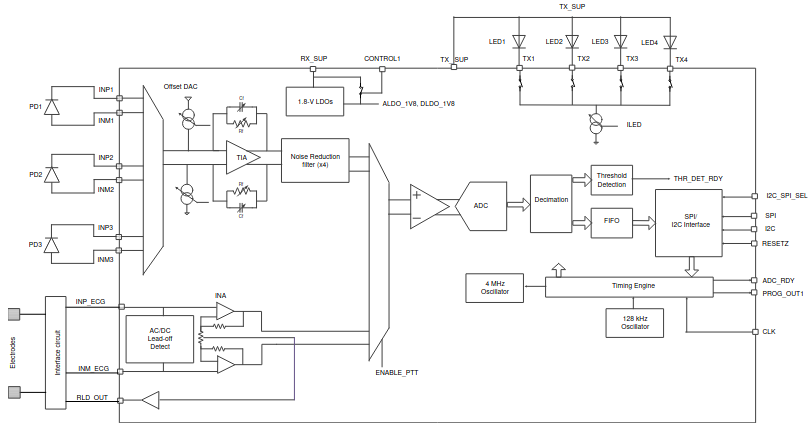 TX_SUP
LED1
LED2
LED3
LED4
RX_SUP
CONTROL1
TX_SUP
TX1
TX2
TX3
TX4
Offset DAC
INP1
PD1
INM1
Cf
Rf
TIA
1.8-V LDOs
ALDO_1V8, DLDO_1V8
ILED
INP2
PD2
INM2
Rf
Cf
Noise Reduction
filter (x4)
INP3
PD3
INM3
ADC
Decimation
Threshold
Detection
THR_DET_RDY
FIFO
SPI/
I2C Interface
I2C_SPI_SEL
SPI
I2C
RESETZ
4 MHz
Oscillator
Timing Engine
ADC_RDY
PROG_OUT1
128 kHz
Oscillator
CLK
INP_ECG
INA
AC/DC
Lead-off
Detect
Electrodes
Interface circuit
INM_ECG
RLD_OUT
ENABLE_PTT